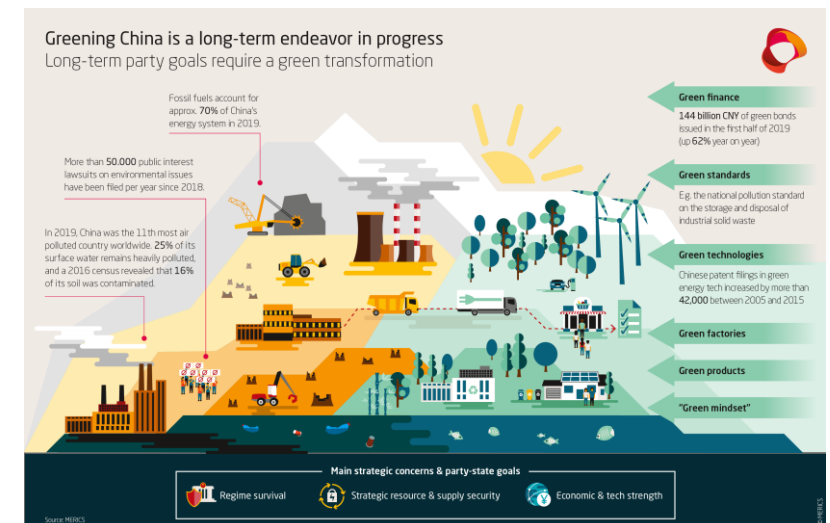 Greening China is a long-term endeavor in progress
Long-term party goals require a green transformation
Fossil fuels account for
approx. 70% of China's
energy system in 2019.
More than 50.000 public interest
lawsuits on environmental issues
have been filed per year since 2018.
In 2019, China was the 11th most air
polluted country worldwide. 25% of its
surface water remains heavily polluted,
and a 2016 census revealed that 16%
of its soil was contaminated.
Green finance
144 billion CNY of green bonds
issued in the first half of 2019
(up 62% year on year)
Green standards
E.g. the national pollution standard
on the storage and disposal of
industrial solid waste
Green technologies
Chinese patent filings in green
energy tech increased by more than
42,000 between 2005 and 2015
Green factories
Green products
"Green mindset"
Main strategic concerns & party-state goals
Regime survival
Strategic resource & supply security
Economic & tech strength
Source: MERICS
©MERICS